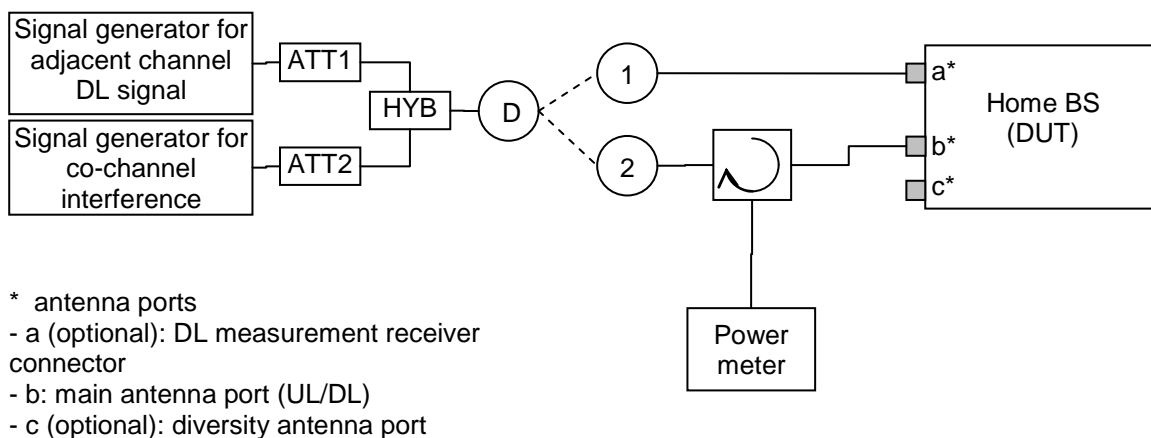 Signal generator for
adjacent channel
DL signal
ATT1
HYB
D
1
2
Signal generator for
co-channel
interference
ATT2
a*
b*
c*
Home BS
(DUT)
Power
meter
* antenna ports
- a (optional): DL measurement receiver
connector
- b: main antenna port (UL/DL)
- c (optional): diversity antenna port